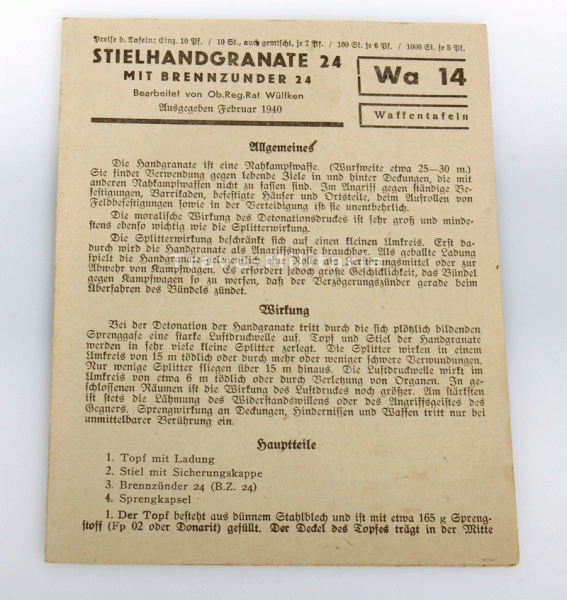 Preise d. Tafeln: Einz. 10 Pf. / 10 St., auch gemischt, je 7 Pf. / 100 St. je 6 Pf. / 1000 St. je 5 Pf.
STIELHANDGRANATE 24
MIT BRENNZÜNDER 24
Bearbeitet von Ob.Reg.Rat Wülfken
Ausgegeben Februar 1940
Wa 14
Waffentafeln
Allgemeines
Die Handgranate ist eine Nahkampfwaffe. (Wurfweite etwa 25—30 m.)
Sie findet Verwendung gegen lebende Ziele in und hinter Deckungen, die mit
anderen Nahkampfwaffen nicht zu fassen sind. Im Angriff gegen ständige Be-
festigungen, Barrikaden, befestigte Häuser und Ortsteile, beim Aufrollen von
Feldbefestigungen sowie in der Verteidigung ist sie unentbehrlich.
Die moralische Wirkung des Detonationsdruckes ist sehr groß und minde-
stens ebenso wichtig wie die Splitterwirkung.
Die Splitterwirkung beschränkt sich auf einen kleinen Umkreis. Erst da-
durch wird die Handgranate als Angriffswaffe brauchbar. Als geballte Ladung
spielt die Handgranate gelegentlich eine Rolle als Zerstörungsmittel oder zur
Abwehr von Kampfwagen. Es erfordert jedoch große Geschicklichkeit, das Bündel
gegen Kampfwagen so zu werfen, daß der Verzögerungszünder gerade beim
Überfahren des Bündels zündet.
Wirkung
Bei der Detonation der Handgranate tritt durch die sich plötzlich bildenden
Sprenggase eine starke Luftdruckwelle auf. Topf und Stiel der Handgranate
werden in sehr viele kleine Splitter zerlegt. Die Splitter wirken in einem
Umkreis von 15 m tödlich oder durch mehr oder weniger schwere Verwundungen.
Nur wenige Splitter fliegen über 15 m hinaus. Die Luftdruckwelle wirkt im
Umkreis von etwa 6 m tödlich oder durch Verletzung von Organen. In ge-
schlossenen Räumen ist die Wirkung des Luftdruckes noch größer. Am stärksten
ist stets die Lähmung des Widerstandswillens oder des Angriffsgeistes des
Gegners. Sprengwirkung an Deckungen, Hindernissen und Waffen tritt nur bei
unmittelbarer Berührung ein.
Hauptteile
1. Topf mit Ladung
2. Stiel mit Sicherungskappe
3. Brennzünder 24 (B.Z. 24)
4. Sprengkapsel
1. Der Topf besteht aus dünnem Stahlblech und ist mit etwa 165 g Spreng-
stoff (Fp 02 oder Donarit) gefüllt. Der Deckel des Topfes trägt in der Mitte